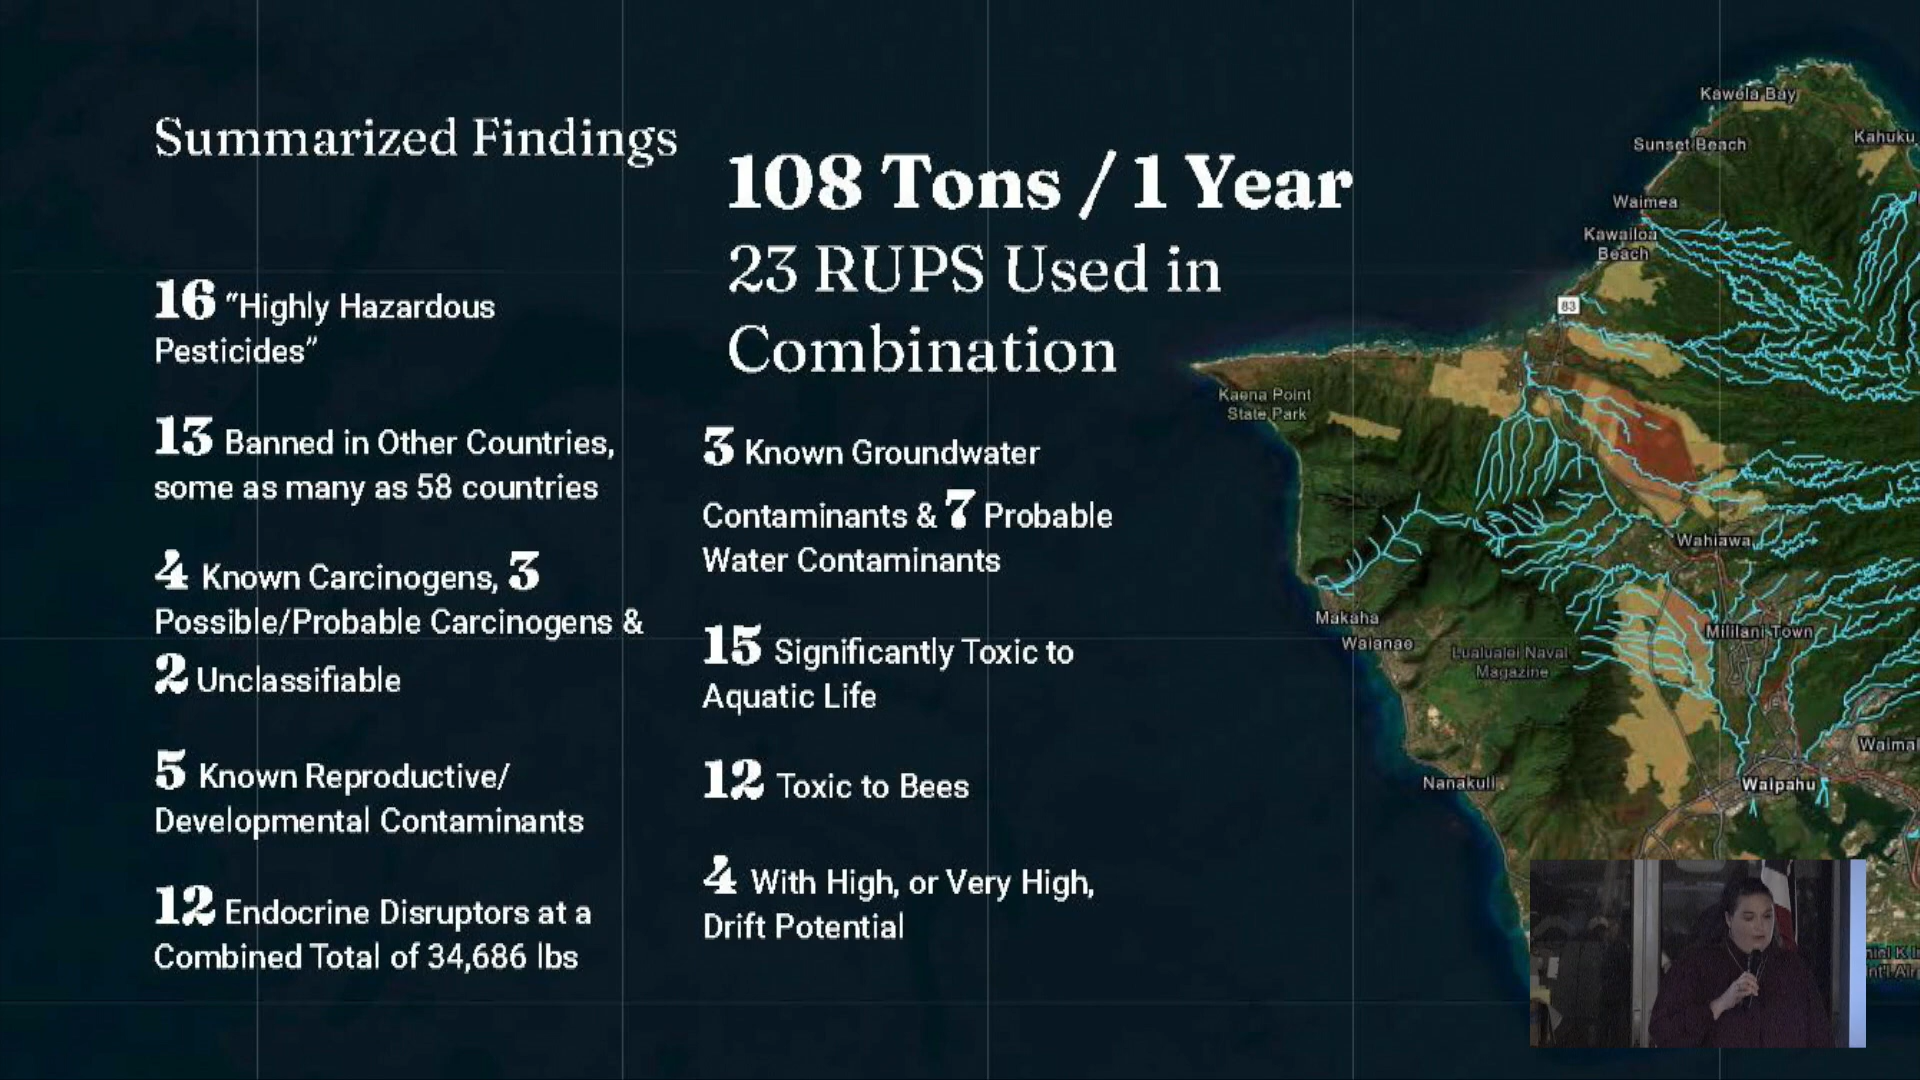 Summarized Findings
108 Tons / 1 Year
23 RUPS Used in
Combination
16 "Highly Hazardous
Pesticides"
13 Banned in Other Countries,
some as many as 58 countries
4 Known Carcinogens, 3
Possible/Probable Carcinogens &
2 Unclassifiable
5 Known Reproductive/
Developmental Contaminants
12 Endocrine Disruptors at a
Combined Total of 34,686 lbs
3 Known Groundwater
Contaminants & 7 Probable
Water Contaminants
15 Significantly Toxic to
Aquatic Life
12 Toxic to Bees
4 With High, or Very High,
Drift Potential
Kawela Bay
Kahuku
Sunset Beach
Waimea
Kawailoa
Beach
83
Kaena Point
State Park
Wahiawa
Makaha
Waianae
Mililani Town
Lualualei Naval
Magazine
Waimal
Nanakuli
Waipahu